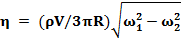 η = (ρV/3πR)√ω₁² − ω₂²